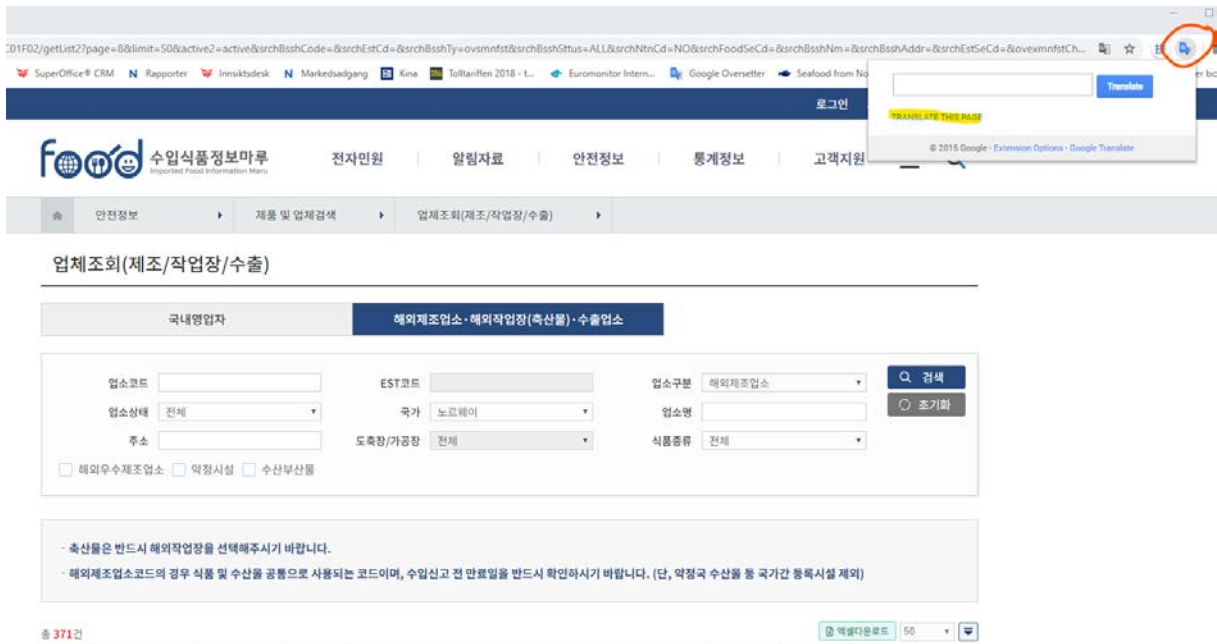 C01F02/getList2?page=8&limit=50&active2=active&srchBsshCode=&srchEstCd=&srchBsshTy=ovsmnfst&srchBsshSttus=ALL&srchNtnCd=NO&srchFoodSeCd=&srchBsshNm=&srchBsshAddr=&srchEstSeCd=&ovexmnfstCh...
SuperOffice® CRM Rapporter Innsiktsdesk Markedsadgang Kina Tolltariffen 2018 - t... Euromonitor Intern... Google Oversetter Seafood from No
Translate
TRANSLATE THIS PAGE
© 2015 Google - Extension Options - Google Translate
로그인
food 수입식품정보마루
Imported Food Information Maru
전자민원 알림자료 안전정보 통계정보 고객지원
안전정보 제품 및 업체검색 업체조회(제조/작업장/수출)
업체조회(제조/작업장/수출)
국내영업자 해외제조업소·해외작업장(축산물)·수출업소
업소코드 EST코드 업소구분 해외제조업소 검색
업소상태 전체 국가 노르웨이 업소명 초기화
주소 도축장/가공장 전체 식품종류 전체
해외우수제조업소 약정시설 수산부산물
- 축산물은 반드시 해외작업장을 선택해주시기 바랍니다.
- 해외제조업소코드의 경우 식품 및 수산물 공통으로 사용되는 코드이며, 수입신고 전 만료일을 반드시 확인하시기 바랍니다. (단, 약정국 수산물 등 국가간 등록시설 제외)
총 371건 엑셀다운로드 50